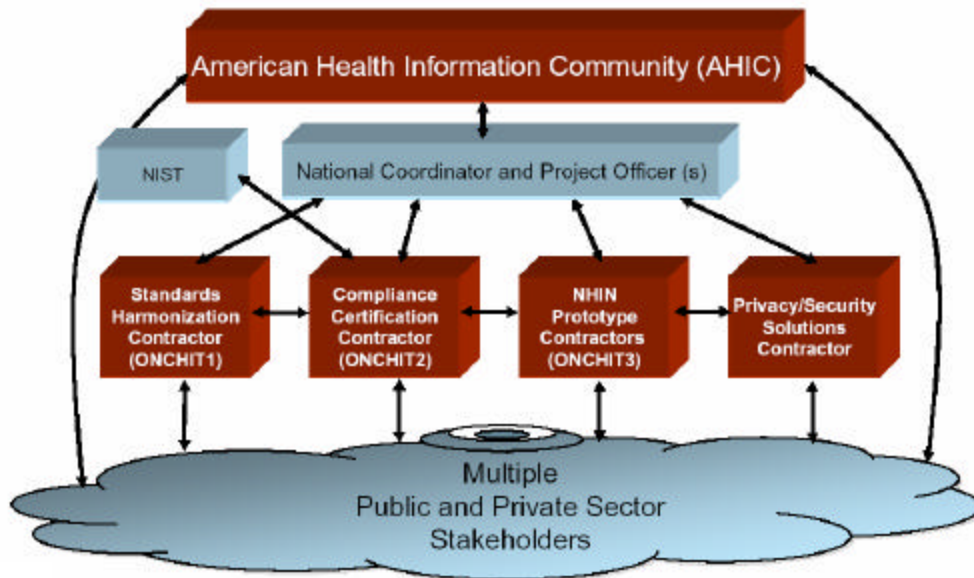 American Health Information Community (AHIC)
NIST
National Coordinator and Project Officer (s)
Standards
Harmonization
Contractor
(ONCHIT1)
Compliance
Certification
Contractor
(ONCHIT2)
NHIN
Prototype
Contractors
(ONCHIT3)
Privacy/Security
Solutions
Contractor
Multiple
Public and Private Sector
Stakeholders